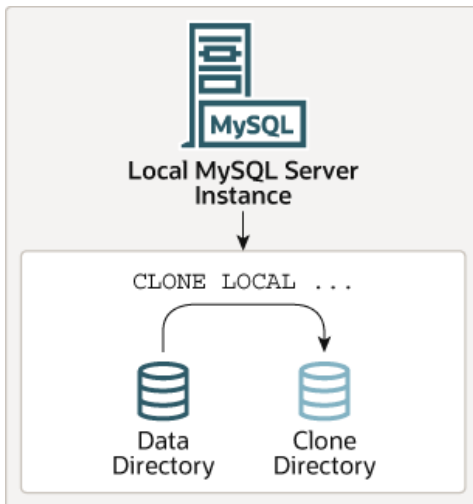 MySQL
Local MySQL Server
Instance
CLONE LOCAL ...
Data
Directory
Clone
Directory